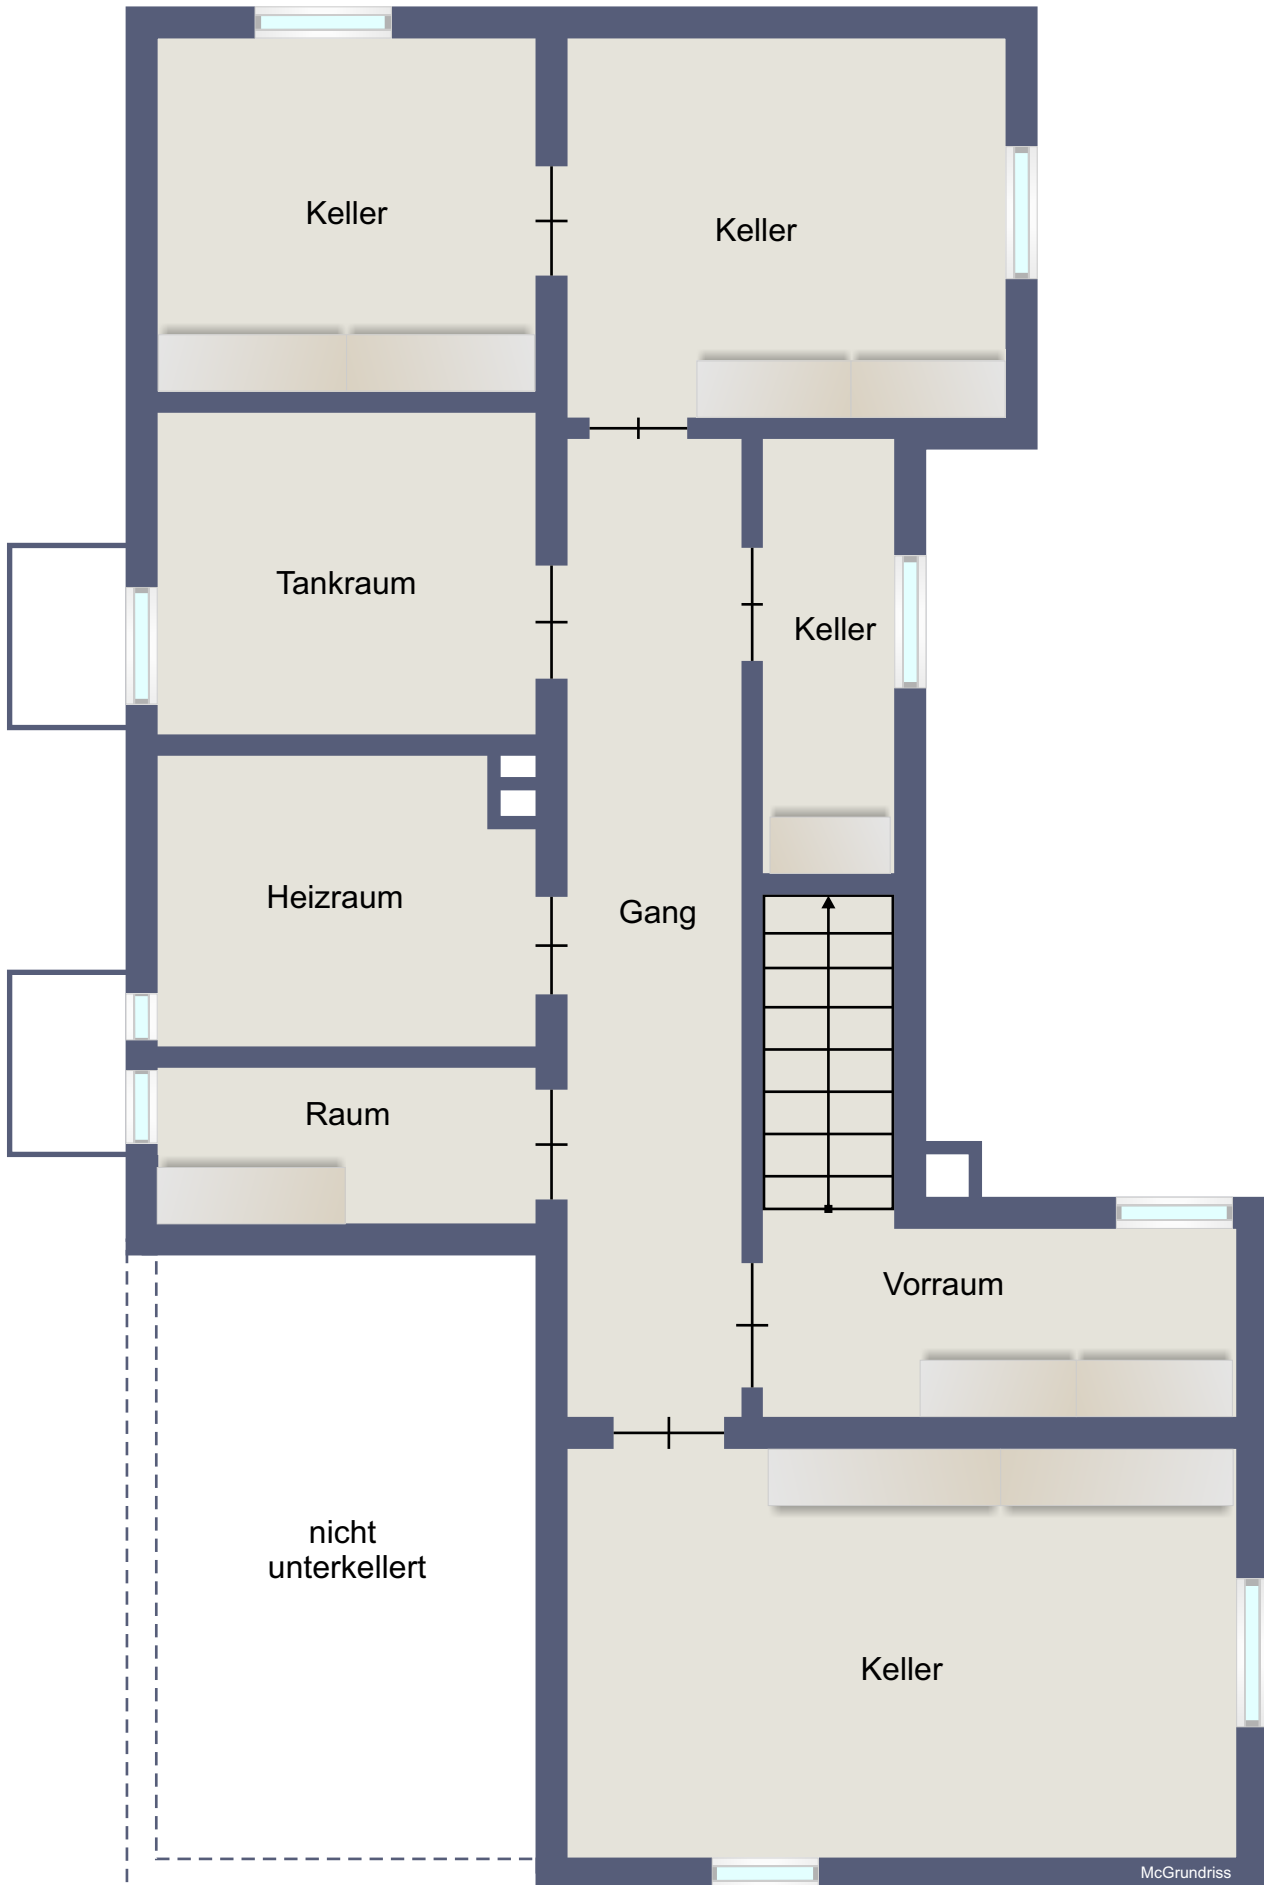 Keller
Keller
Tankraum
Keller
Heizraum
Gang
Raum
Vorraum
nicht
unterkellert
Keller
McGrundriss